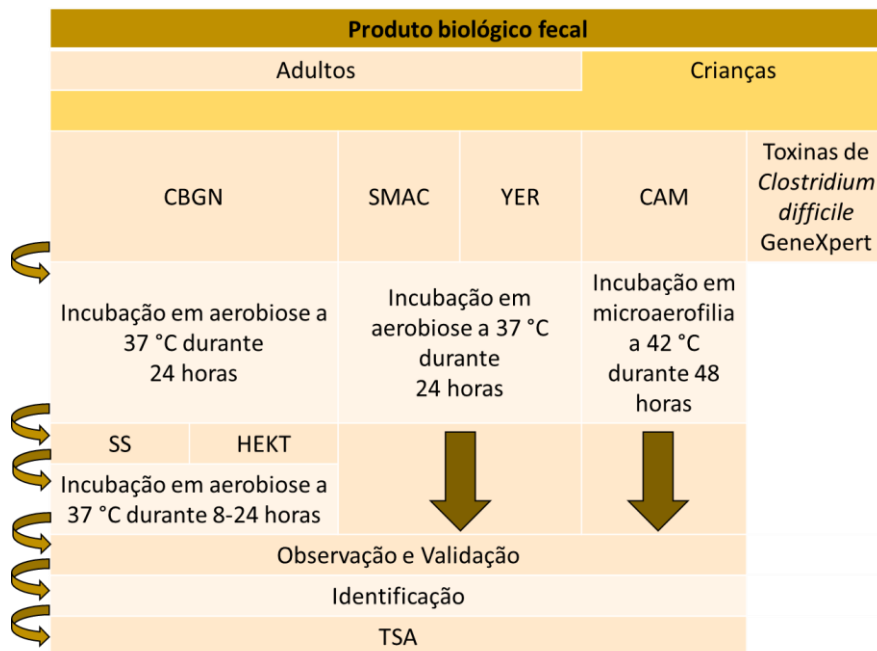 Produto biológico fecal
Adultos
Crianças
CBGN
SMAC
YER
CAM
Toxinas de
Clostridium
difficile
GeneXpert
Incubação em aerobiose a
37 °C durante
24 horas
Incubação em
aerobiose a 37 °C
durante
24 horas
Incubação em
microaerofilia
a 42 °C
durante 48
horas
SS
HEKT
Incubação em aerobiose a
37 °C durante 8-24 horas
Observação e Validação
Identificação
TSA